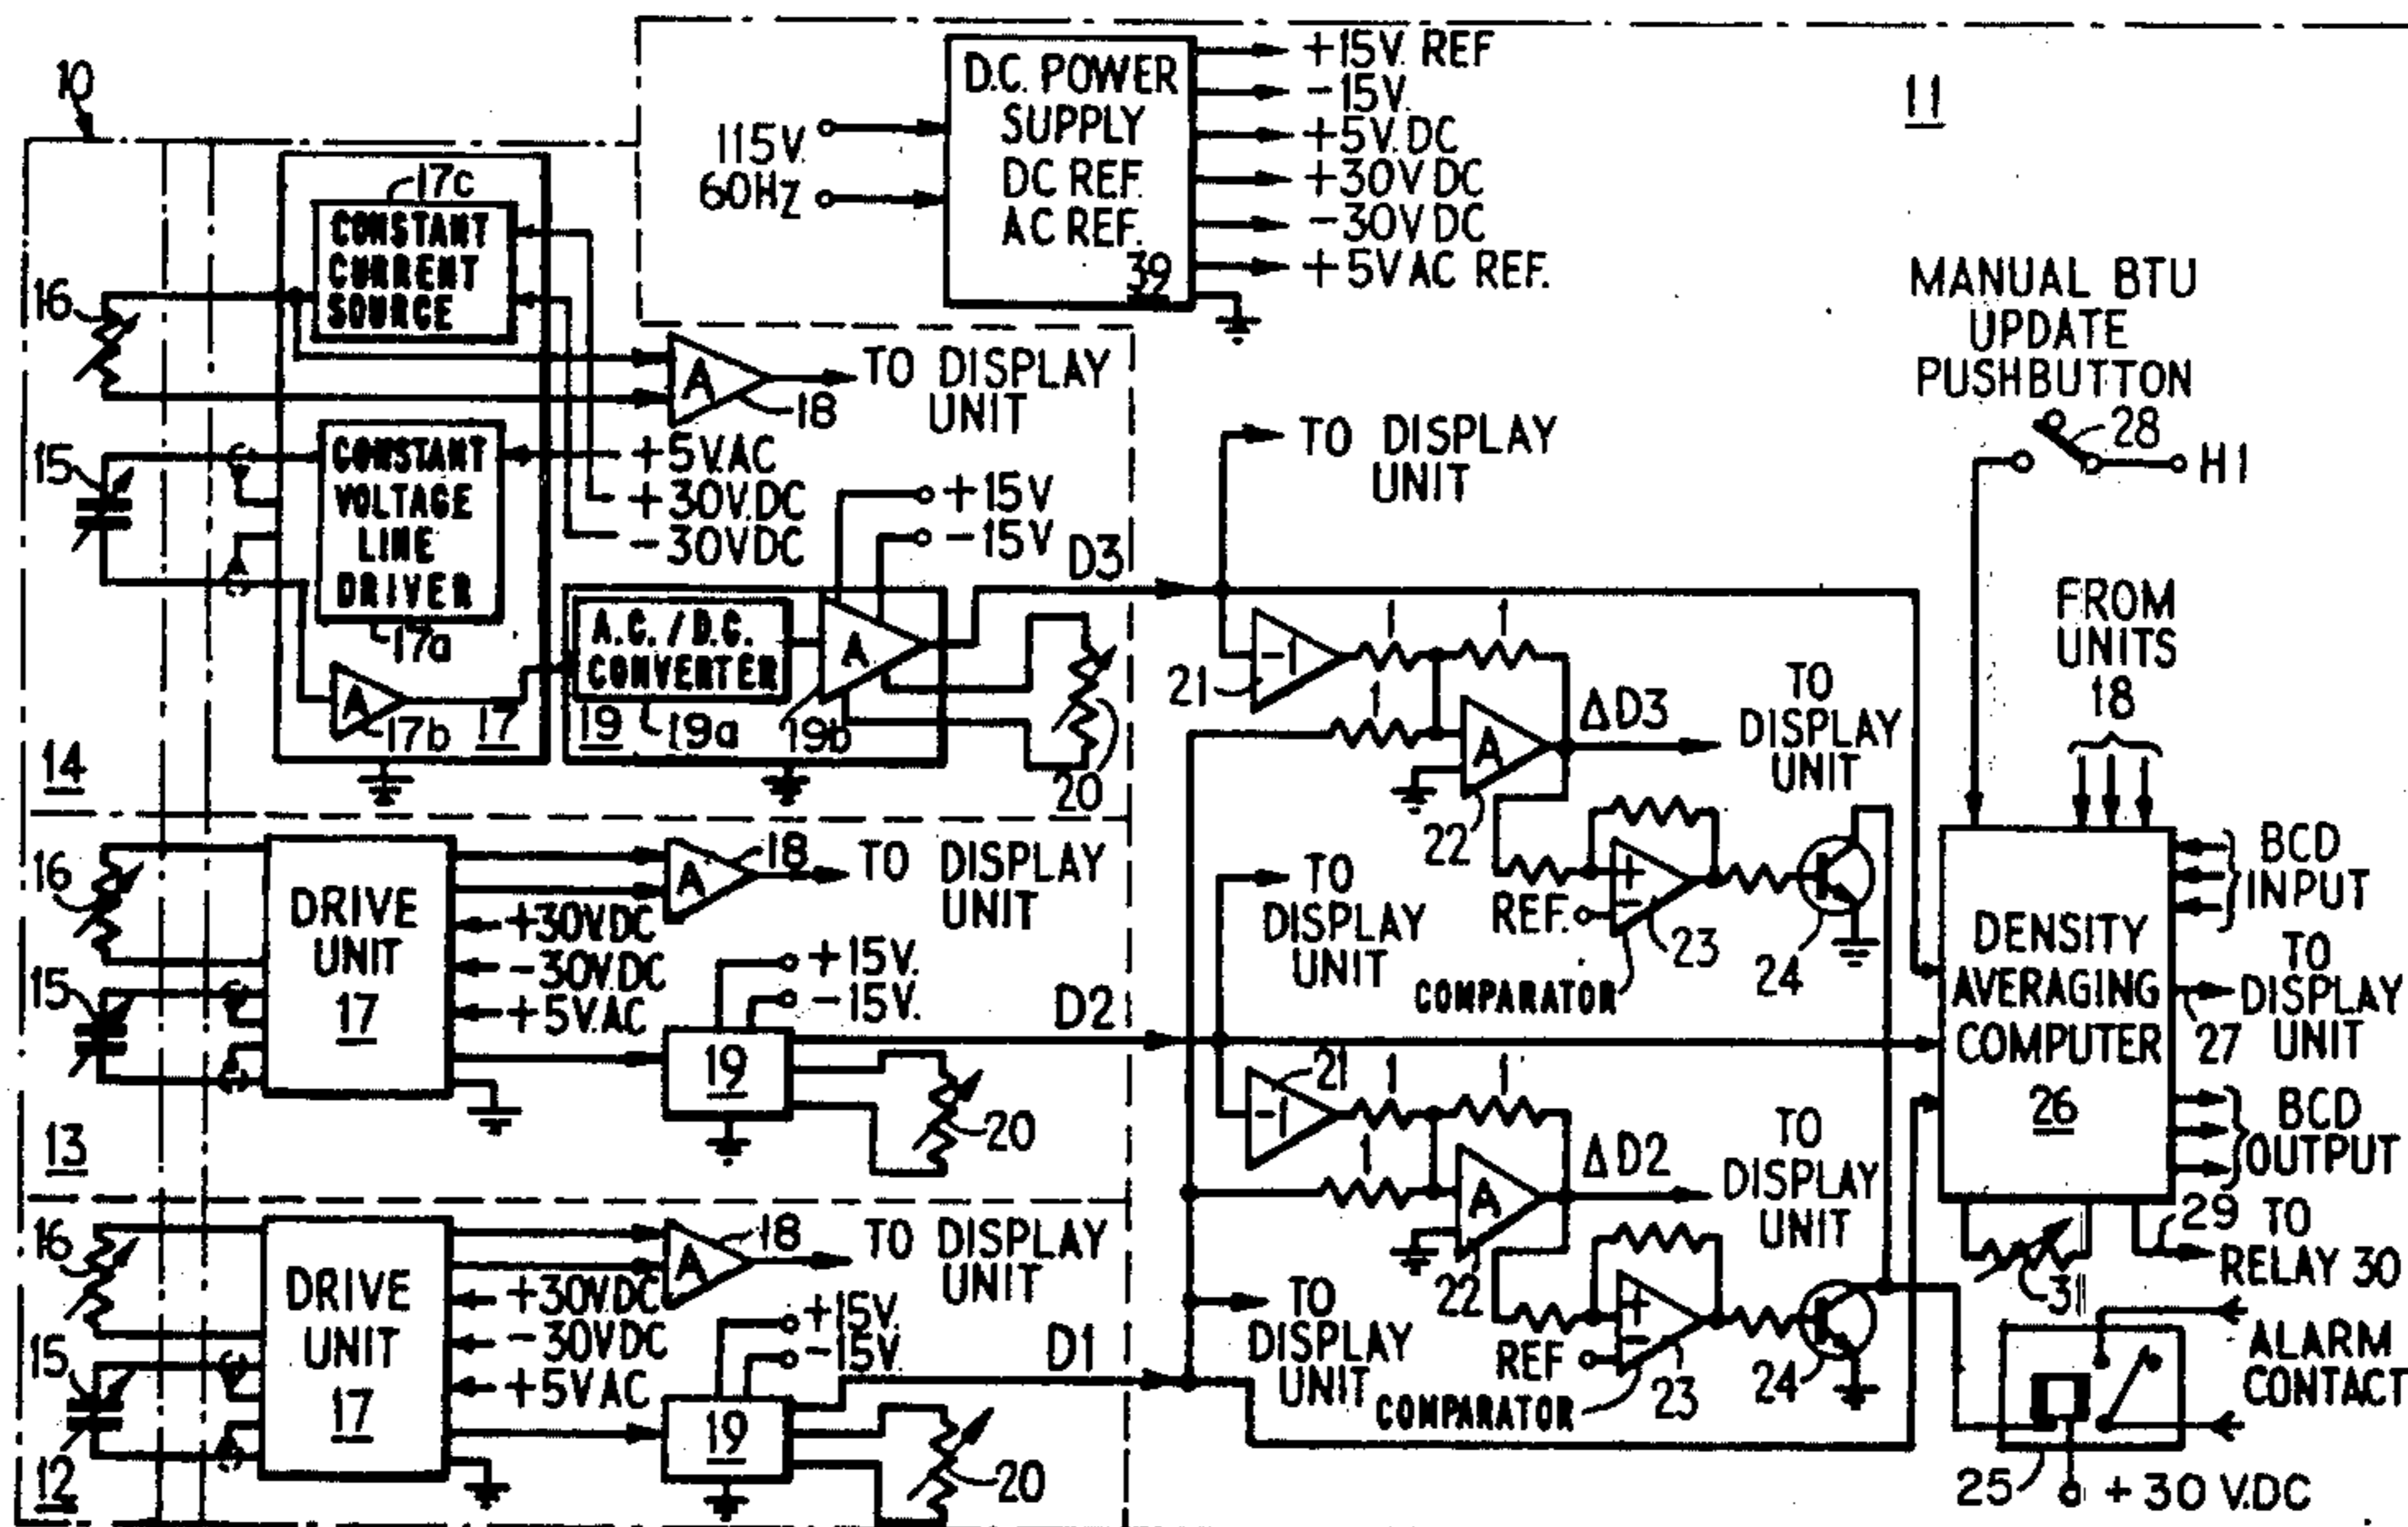 10
11
D.C. POWER
SUPPLY
DC REF.
AC REF.
39
115V.
60HZ
+15V. REF
-15V.
+5V. DC
+30V DC
-30V DC
+5V AC REF.
17c
CONSTANT
CURRENT
SOURCE
16
A
18
TO DISPLAY
UNIT
15
CONSTANT
VOLTAGE
LINE
DRIVER
17a
+5V.AC
+30V.DC
-30VDC
A
17b
17
A.C./D.C.
CONVERTER
19
19a
A
19b
+15V
-15V
20
D3
14
TO DISPLAY
UNIT
-1
21
1
1
1
A
22
ΔD3
TO
DISPLAY
UNIT
+
-
REF.
COMPARATOR
23
24
MANUAL BTU
UPDATE
PUSHBUTTON
28
HI
FROM
UNITS
18
16
15
DRIVE
UNIT
17
A
18
TO DISPLAY
UNIT
+30V.DC
-30V.DC
+5V.AC
+15V.
-15V.
19
20
D2
13
TO
DISPLAY
UNIT
-1
21
1
1
1
A
22
ΔD2
TO
DISPLAY
UNIT
+
-
REF
COMPARATOR
23
24
DENSITY
AVERAGING
COMPUTER
26
BCD
INPUT
TO
DISPLAY
UNIT
27
BCD
OUTPUT
29
TO
RELAY 30
31
16
15
DRIVE
UNIT
17
A
18
TO DISPLAY
UNIT
+30V.DC
-30VDC
+5V AC
+15V.
-15V.
19
20
D1
12
TO
DISPLAY
UNIT
ALARM
CONTACT
25
+30 V.DC